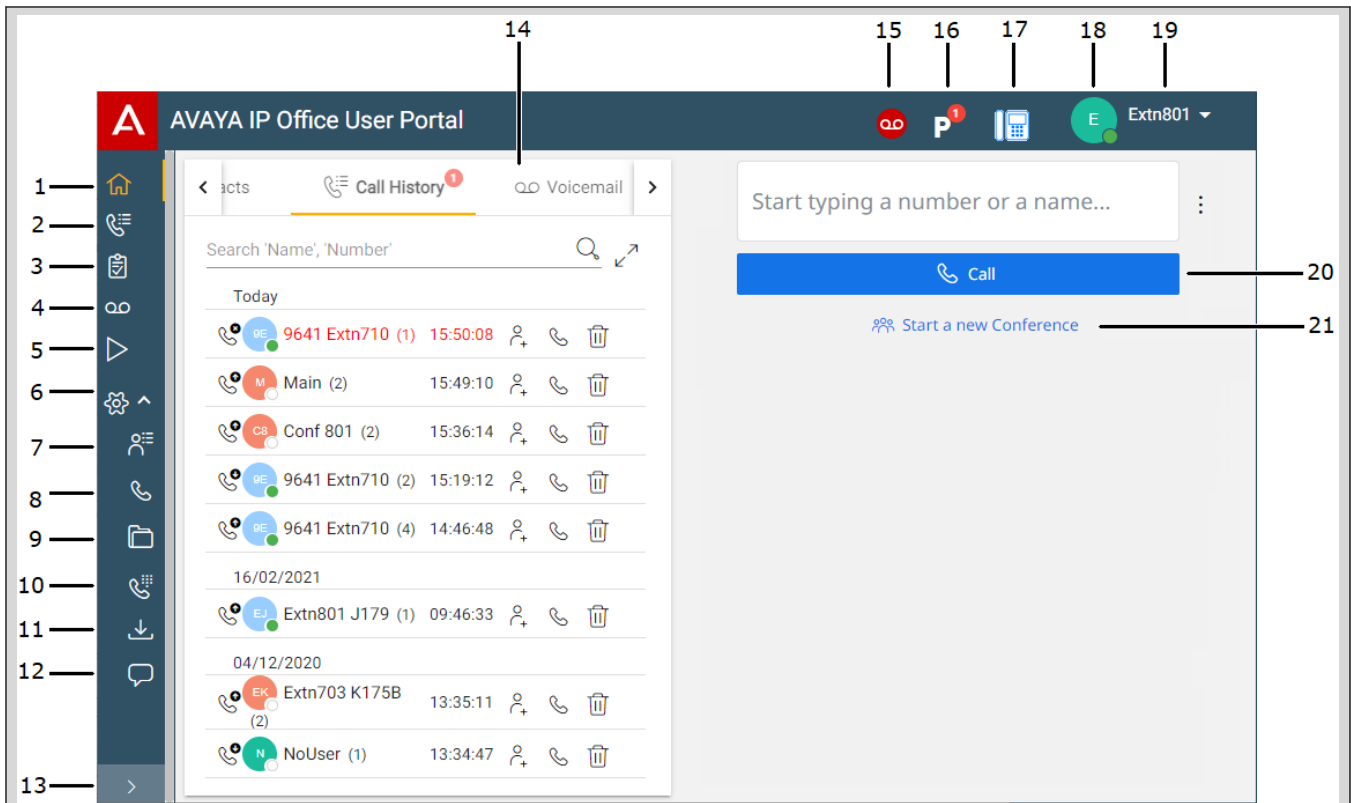 14 15 16 17 18 19
AVAYA IP Office User Portal P 1 E Extn801
1
2
3
4
5
6
7
8
9
10
11
12
13
acts Call History 1 Voicemail
Search 'Name', 'Number'
Today
9E 9641 Extn710 (1) 15:50:08
M Main (2) 15:49:10
C8 Conf 801 (2) 15:36:14
9E 9641 Extn710 (2) 15:19:12
9E 9641 Extn710 (4) 14:46:48
16/02/2021
EJ Extn801 J179 (1) 09:46:33
04/12/2020
EK Extn703 K175B 13:35:11
(2)
N NoUser (1) 13:34:47
Start typing a number or a name...
Call 20
Start a new Conference 21